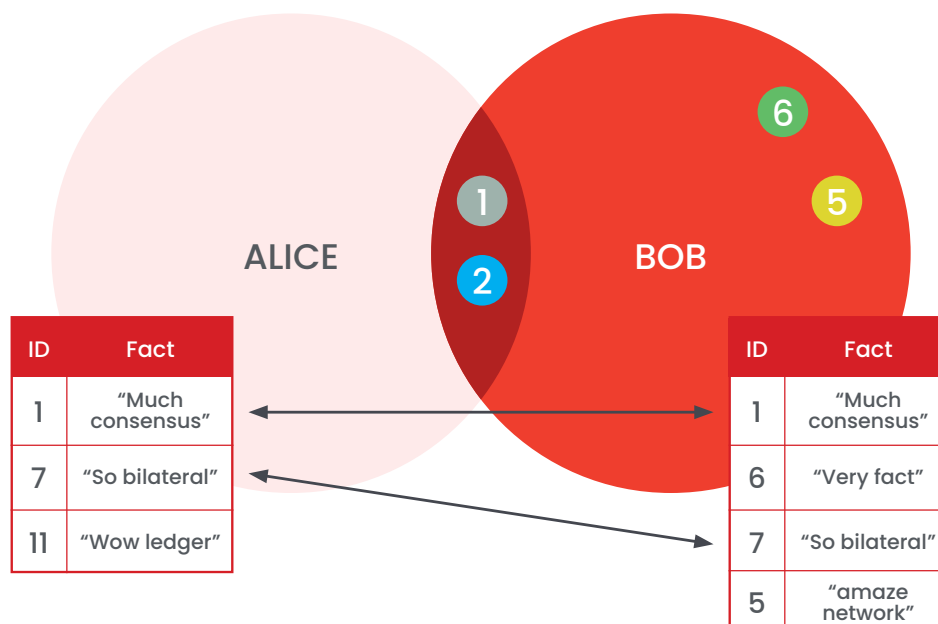 6
1
5
ALICE
BOB
2
ID Fact
1 “Much
consensus”
7 “So bilateral”
11 “Wow ledger”
ID Fact
1 “Much
consensus”
6 “Very fact”
7 “So bilateral”
5 “amaze
network”